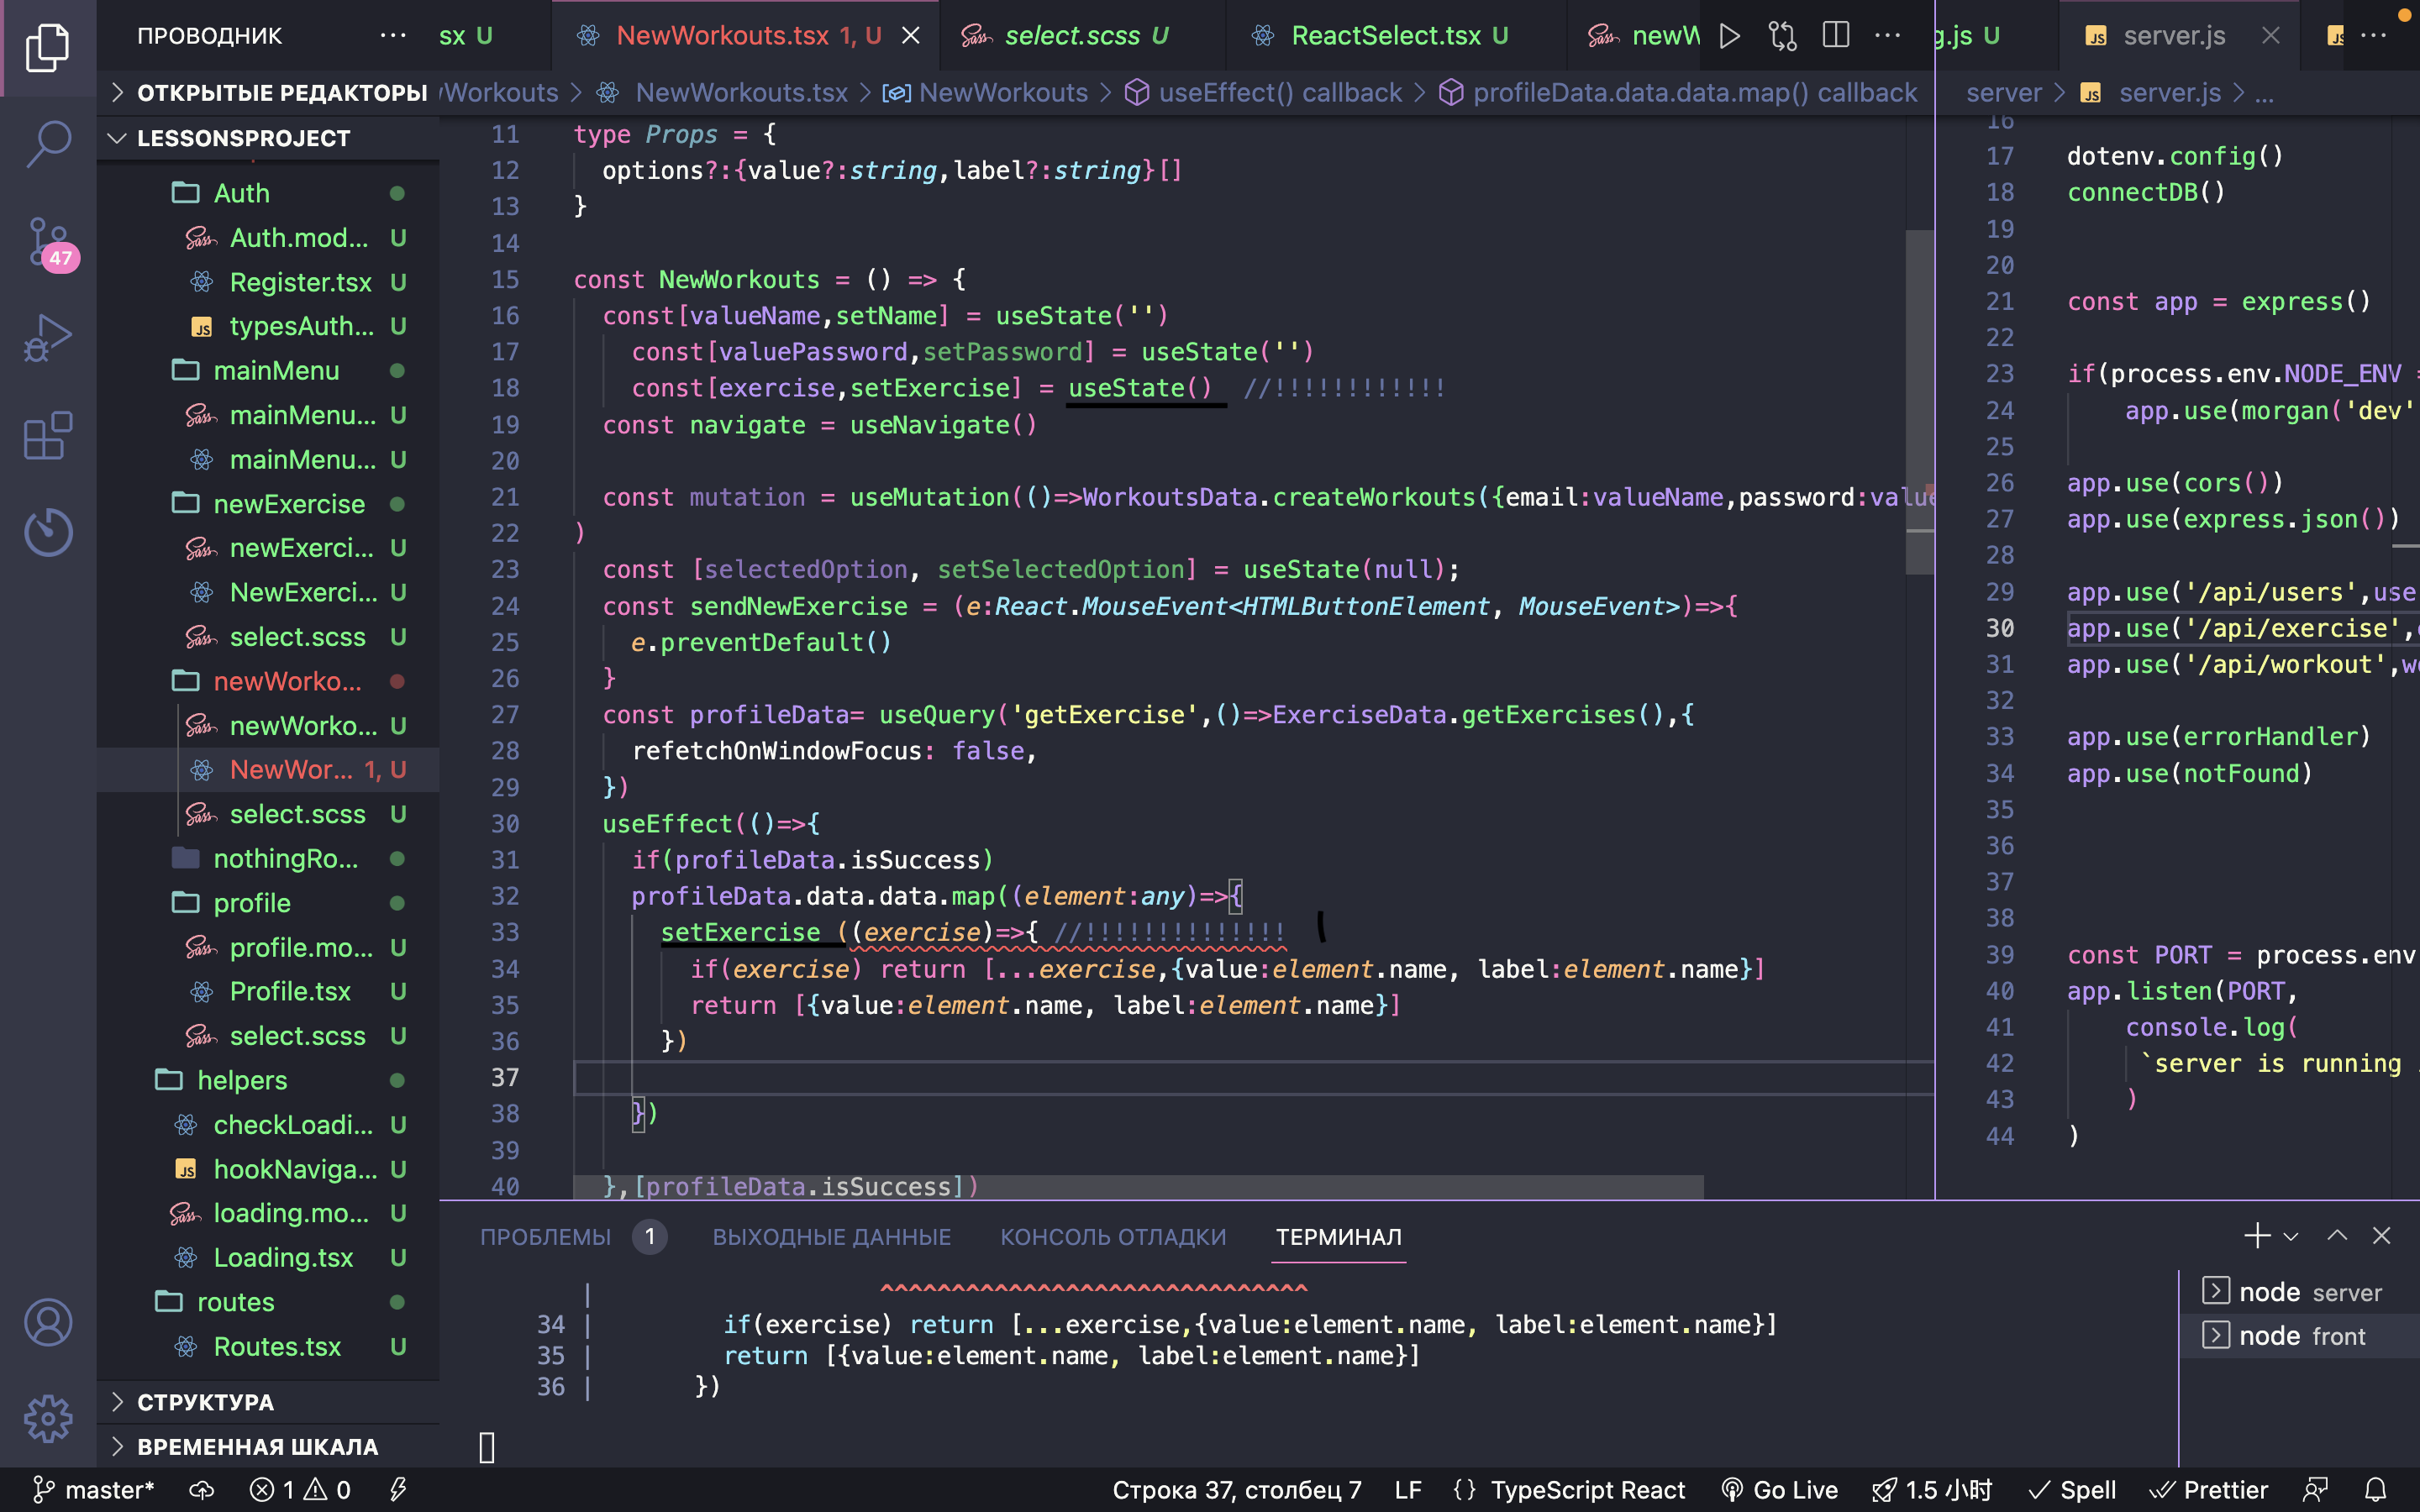 ПРОВОДНИК ···
sx U
NewWorkouts.tsx 1, U
select.scss U
ReactSelect.tsx U
g.js U
server.js
ОТКРЫТЫЕ РЕДАКТОРЫ
LESSONSPROJECT
Auth
Auth.mod... U
Register.tsx U
typesAuth... U
mainMenu
mainMenu... U
mainMenu... U
newExercise
newExerci... U
NewExerci... U
select.scss U
newWorko...
newWorko... U
NewWor... 1, U
select.scss U
nothingRo...
profile
profile.mo... U
Profile.tsx U
select.scss U
helpers
checkLoadi... U
hookNaviga... U
loading.mo... U
Loading.tsx U
routes
Routes.tsx U
СТРУКТУРА
ВРЕМЕННАЯ ШКАЛА
47
Workouts > NewWorkouts.tsx > NewWorkouts > useEffect() callback > profileData.data.data.map() callback
11 type Props = {
12 options?:{value?:string,label?:string}[]
13 }
14
15 const NewWorkouts = () => {
16 const[valueName,setName] = useState('')
17 const[valuePassword,setPassword] = useState('')
18 const[exercise,setExercise] = useState() //!!!!!!!!!!!!
19 const navigate = useNavigate()
20
21 const mutation = useMutation(()=>WorkoutsData.createWorkouts({email:valueName,password:value
22 )
23 const [selectedOption, setSelectedOption] = useState(null);
24 const sendNewExercise = (e:React.MouseEvent<HTMLButtonElement, MouseEvent>)=>{
25 e.preventDefault()
26 }
27 const profileData= useQuery('getExercise',()=>ExerciseData.getExercises(),{
28 refetchOnWindowFocus: false,
29 })
30 useEffect(()=>{
31 if(profileData.isSuccess)
32 profileData.data.data.map((element:any)=>{
33 setExercise ((exercise)=>{ //!!!!!!!!!!!!!!
34 if(exercise) return [...exercise,{value:element.name, label:element.name}]
35 return [{value:element.name, label:element.name}]
36 })
37
38 })
39
40 },[profileData.isSuccess])
server > server.js > ...
16
17 dotenv.config()
18 connectDB()
19
20
21 const app = express()
22
23 if(process.env.NODE_ENV =
24 app.use(morgan('dev'
25
26 app.use(cors())
27 app.use(express.json())
28
29 app.use('/api/users',use
30 app.use('/api/exercise',
31 app.use('/api/workout',w
32
33 app.use(errorHandler)
34 app.use(notFound)
35
36
37
38
39 const PORT = process.env
40 app.listen(PORT,
41 console.log(
42 `server is running
43 )
44 )
ПРОБЛЕМЫ 1 ВЫХОДНЫЕ ДАННЫЕ КОНСОЛЬ ОТЛАДКИ ТЕРМИНАЛ
| ^^^^^^^^^^^^^^^^^^^^^^^^^^^^^^
34 | if(exercise) return [...exercise,{value:element.name, label:element.name}]
35 | return [{value:element.name, label:element.name}]
36 | })
node server
node front
master* 1 0 Строка 37, столбец 7 LF {} TypeScript React Go Live 1.5 小时 Spell Prettier